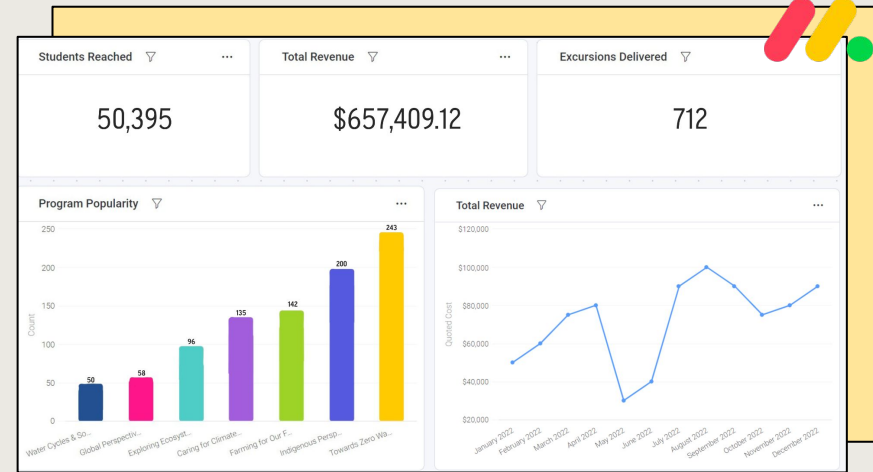 Students Reached
...
Total Revenue
...
Excursions Delivered
50,395
$657,409.12
712
Program Popularity
...
250
200
150
100
50
0
Count
50
58
96
135
142
200
243
Water Cycles & So...
Global Perspectiv...
Exploring Ecosyst...
Caring for Climate...
Farming for Our F...
Indigenous Persp...
Towards Zero Wa...
Total Revenue
...
$120,000
$100,000
$80,000
$60,000
$40,000
$20,000
Quoted Cost
January 2022
February 2022
March 2022
April 2022
May 2022
June 2022
July 2022
August 2022
September 2022
October 2022
November 2022
December 2022